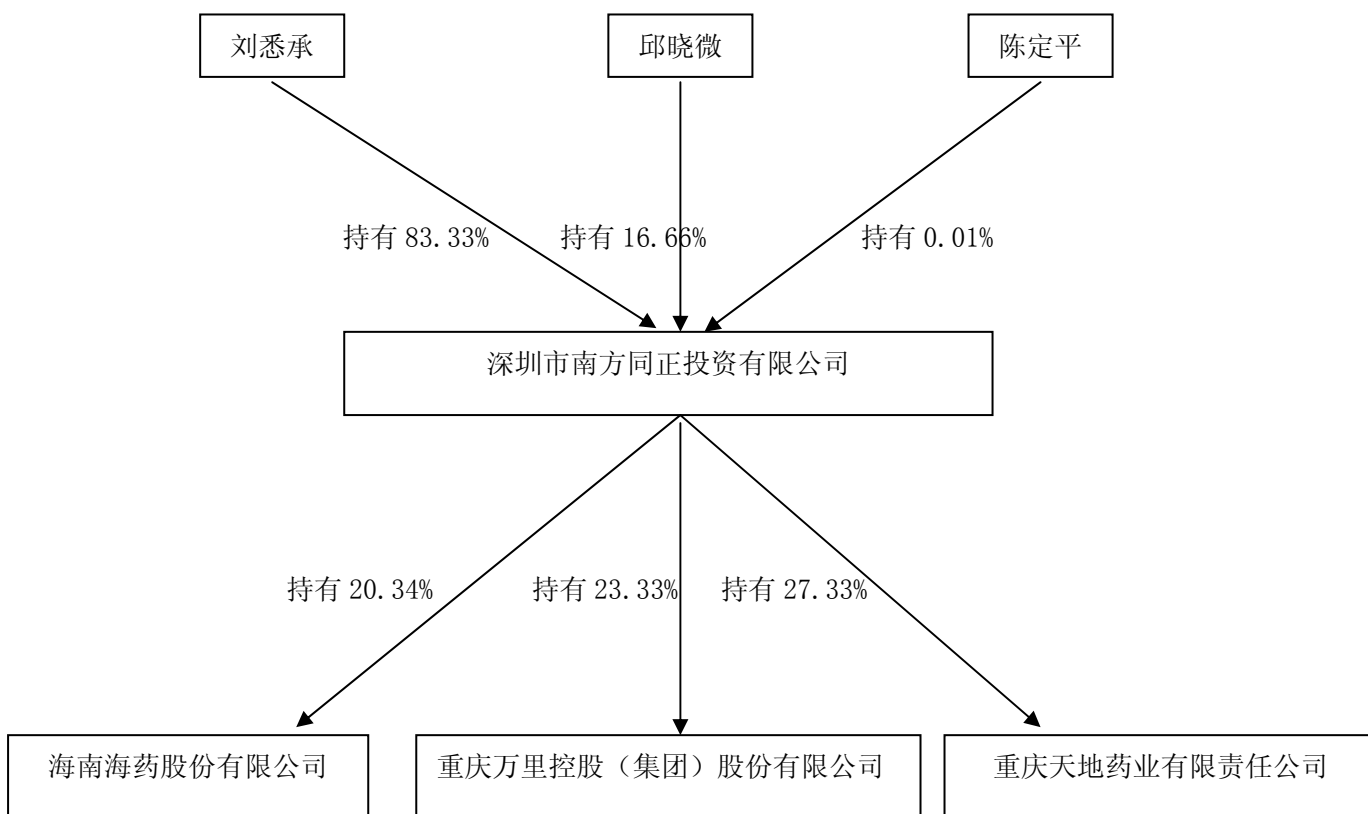 刘悉承
邱晓微
陈定平
持有 83.33%
持有 16.66%
持有 0.01%
深圳市南方同正投资有限公司
持有 20.34%
持有 23.33%
持有 27.33%
海南海药股份有限公司
重庆万里控股（集团）股份有限公司
重庆天地药业有限责任公司